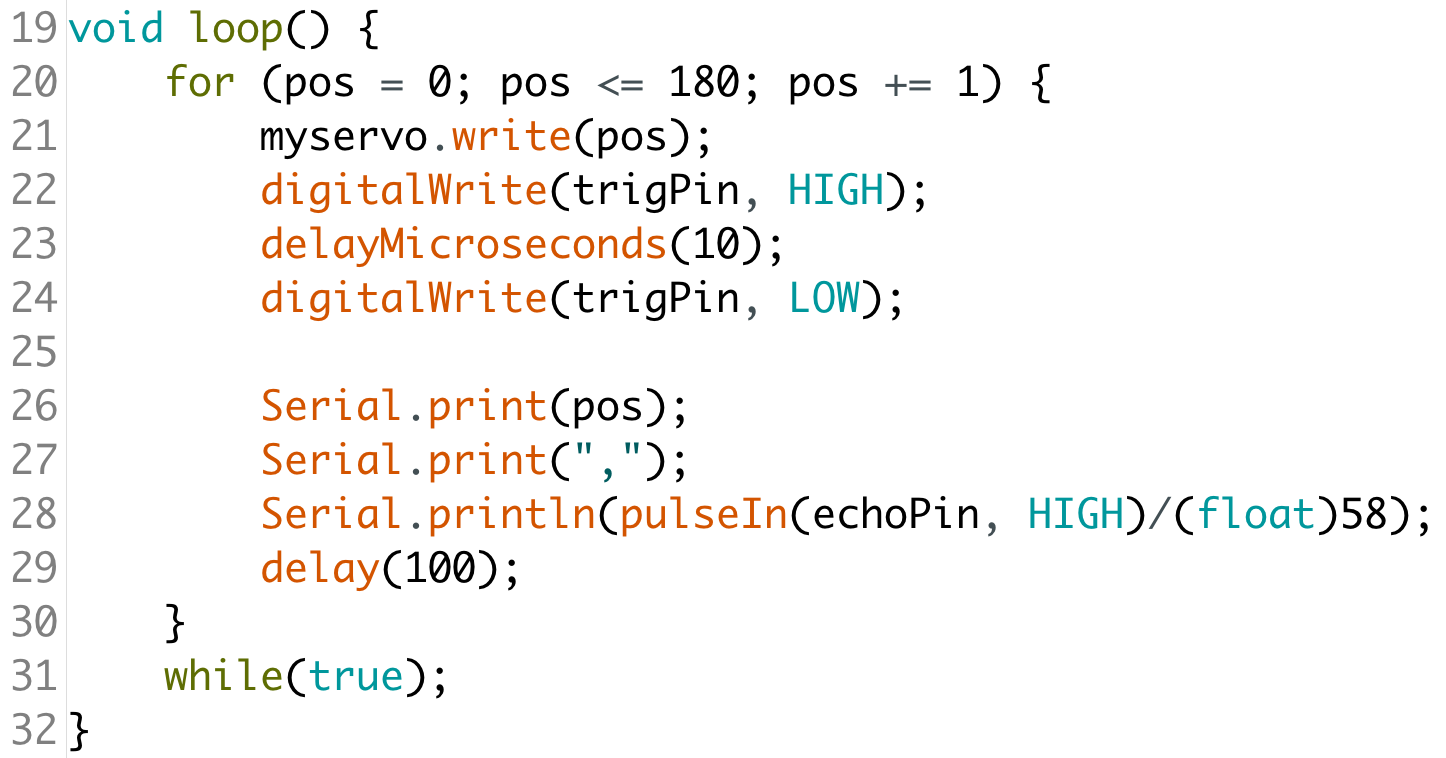 19 void loop() {
20     for (pos = 0; pos <= 180; pos += 1) {
21         myservo.write(pos);
22         digitalWrite(trigPin, HIGH);
23         delayMicroseconds(10);
24         digitalWrite(trigPin, LOW);
25
26         Serial.print(pos);
27         Serial.print(",");
28         Serial.println(pulseIn(echoPin, HIGH)/(float)58);
29         delay(100);
30     }
31     while(true);
32 }